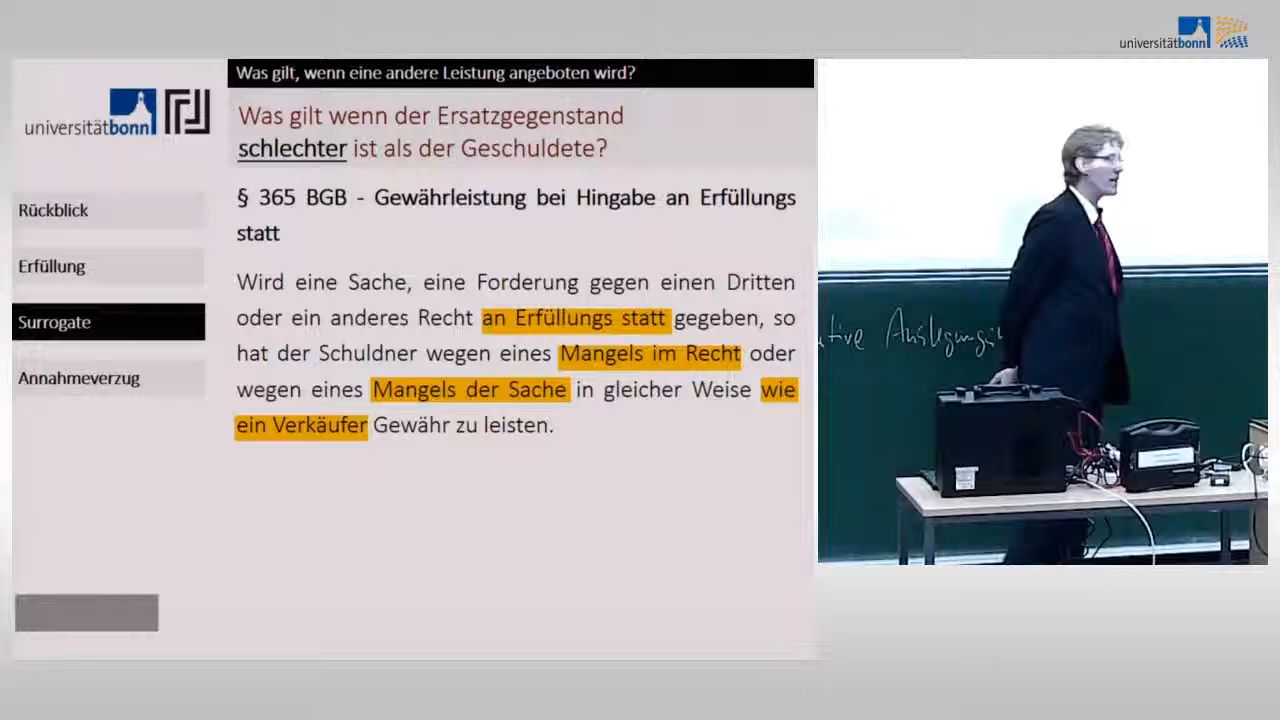 universitätbonn
Was gilt, wenn eine andere Leistung angeboten wird?
universitätbonn
Was gilt wenn der Ersatzgegenstand
schlechter ist als der Geschuldete?
§ 365 BGB - Gewährleistung bei Hingabe an Erfüllungs
statt
Rückblick
Erfüllung
Surrogate
Annahmeverzug
Wird eine Sache, eine Forderung gegen einen Dritten
oder ein anderes Recht an Erfüllungs statt gegeben, so
hat der Schuldner wegen eines Mangels im Recht oder
wegen eines Mangels der Sache in gleicher Weise wie
ein Verkäufer Gewähr zu leisten.